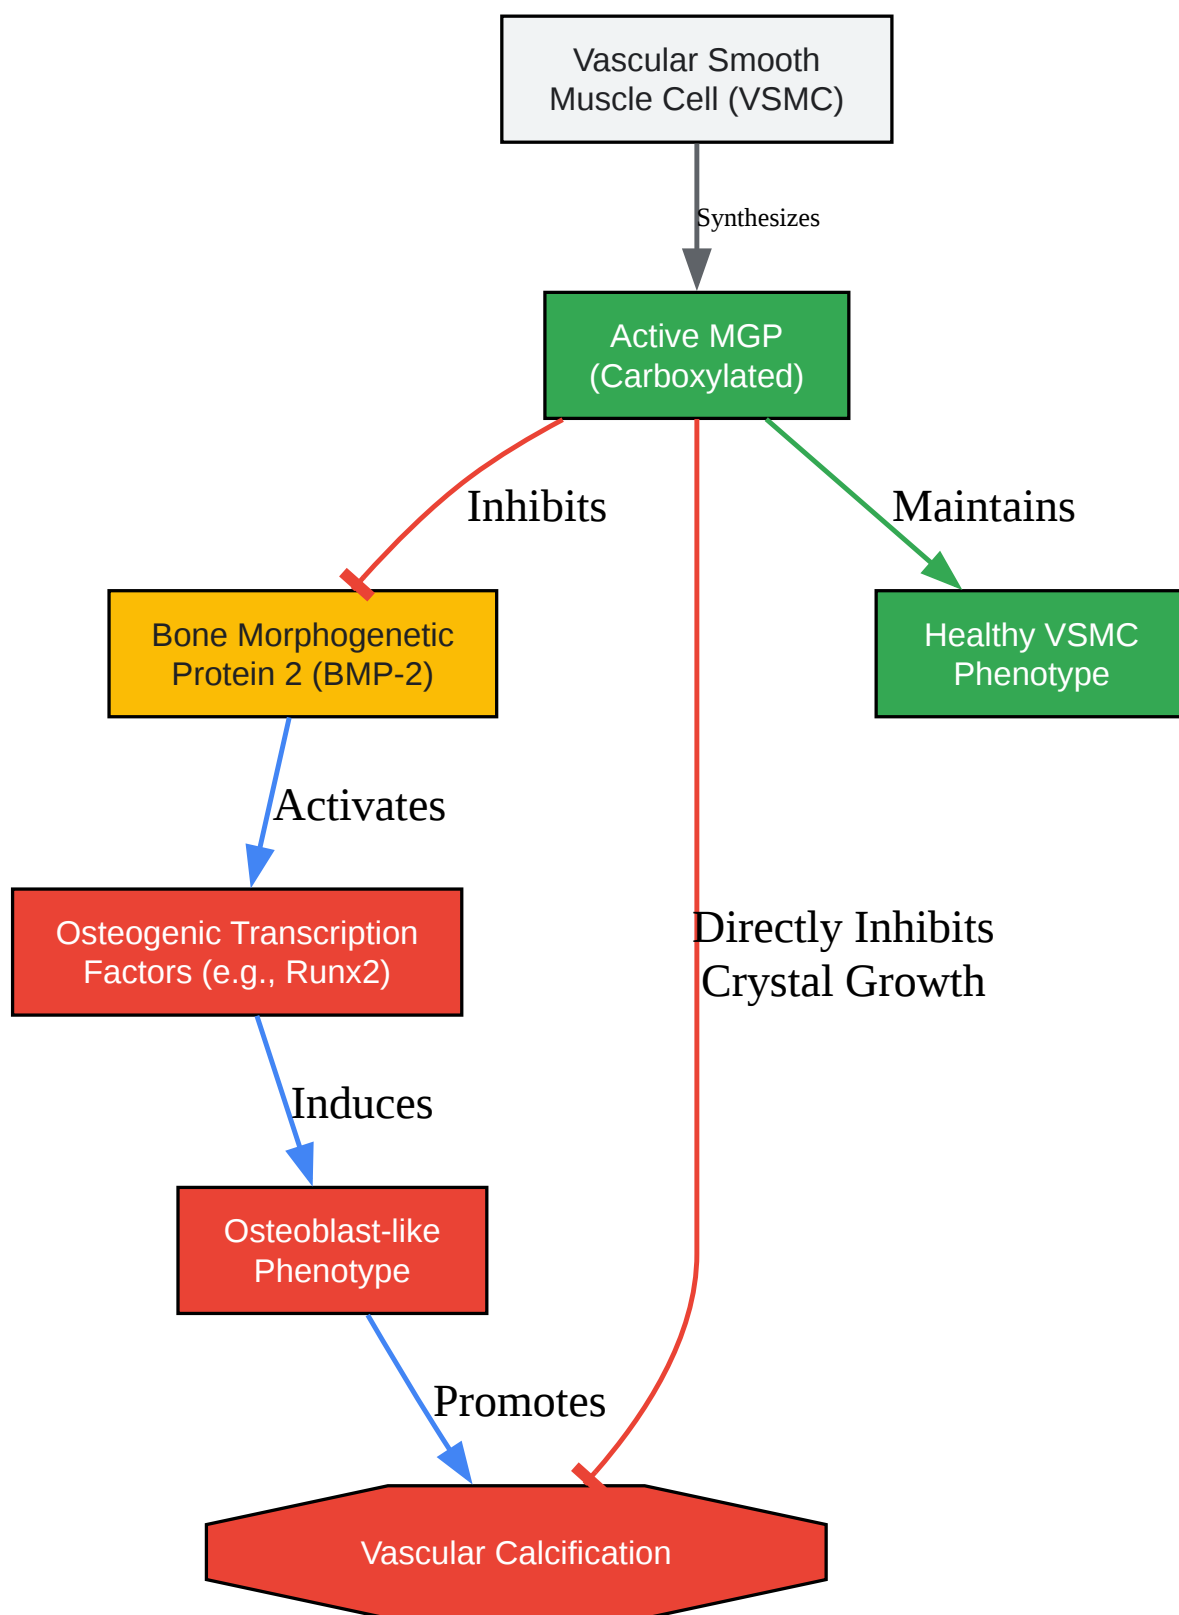 Vascular Smooth
Muscle Cell (VSMC)
Synthesizes
Active MGP
(Carboxylated)
Inhibits
Maintains
Bone Morphogenetic
Protein 2 (BMP-2)
Healthy VSMC
Phenotype
Activates
Osteogenic Transcription
Factors (e.g., Runx2)
Directly Inhibits
Crystal Growth
Induces
Osteoblast-like
Phenotype
Promotes
Vascular Calcification